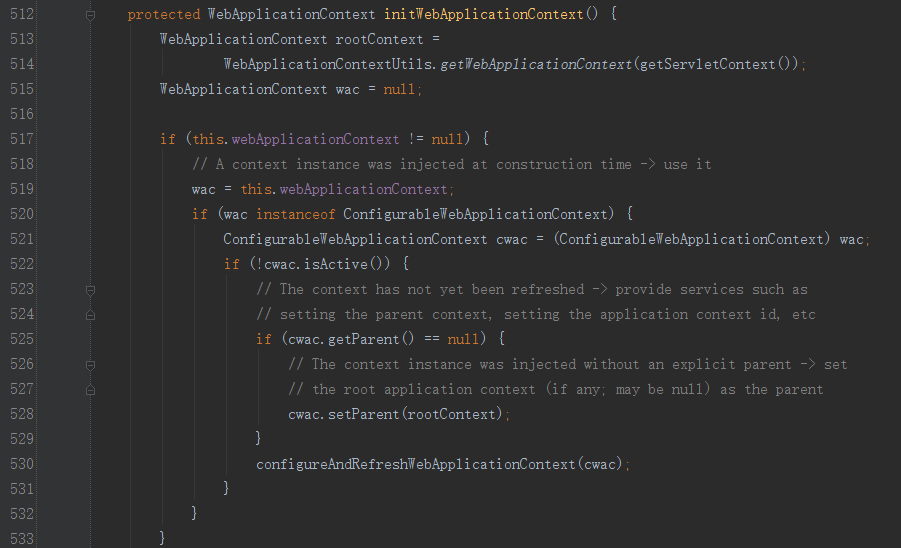 512 protected WebApplicationContext initWebApplicationContext() {
513 WebApplicationContext rootContext =
514 WebApplicationContextUtils.getWebApplicationContext(getServletContext());
515 WebApplicationContext wac = null;
516
517 if (this.webApplicationContext != null) {
518 // A context instance was injected at construction time -> use it
519 wac = this.webApplicationContext;
520 if (wac instanceof ConfigurableWebApplicationContext) {
521 ConfigurableWebApplicationContext cwac = (ConfigurableWebApplicationContext) wac;
522 if (!cwac.isActive()) {
523 // The context has not yet been refreshed -> provide services such as
524 // setting the parent context, setting the application context id, etc
525 if (cwac.getParent() == null) {
526 // The context instance was injected without an explicit parent -> set
527 // the root application context (if any; may be null) as the parent
528 cwac.setParent(rootContext);
529 }
530 configureAndRefreshWebApplicationContext(cwac);
531 }
532 }
533 }